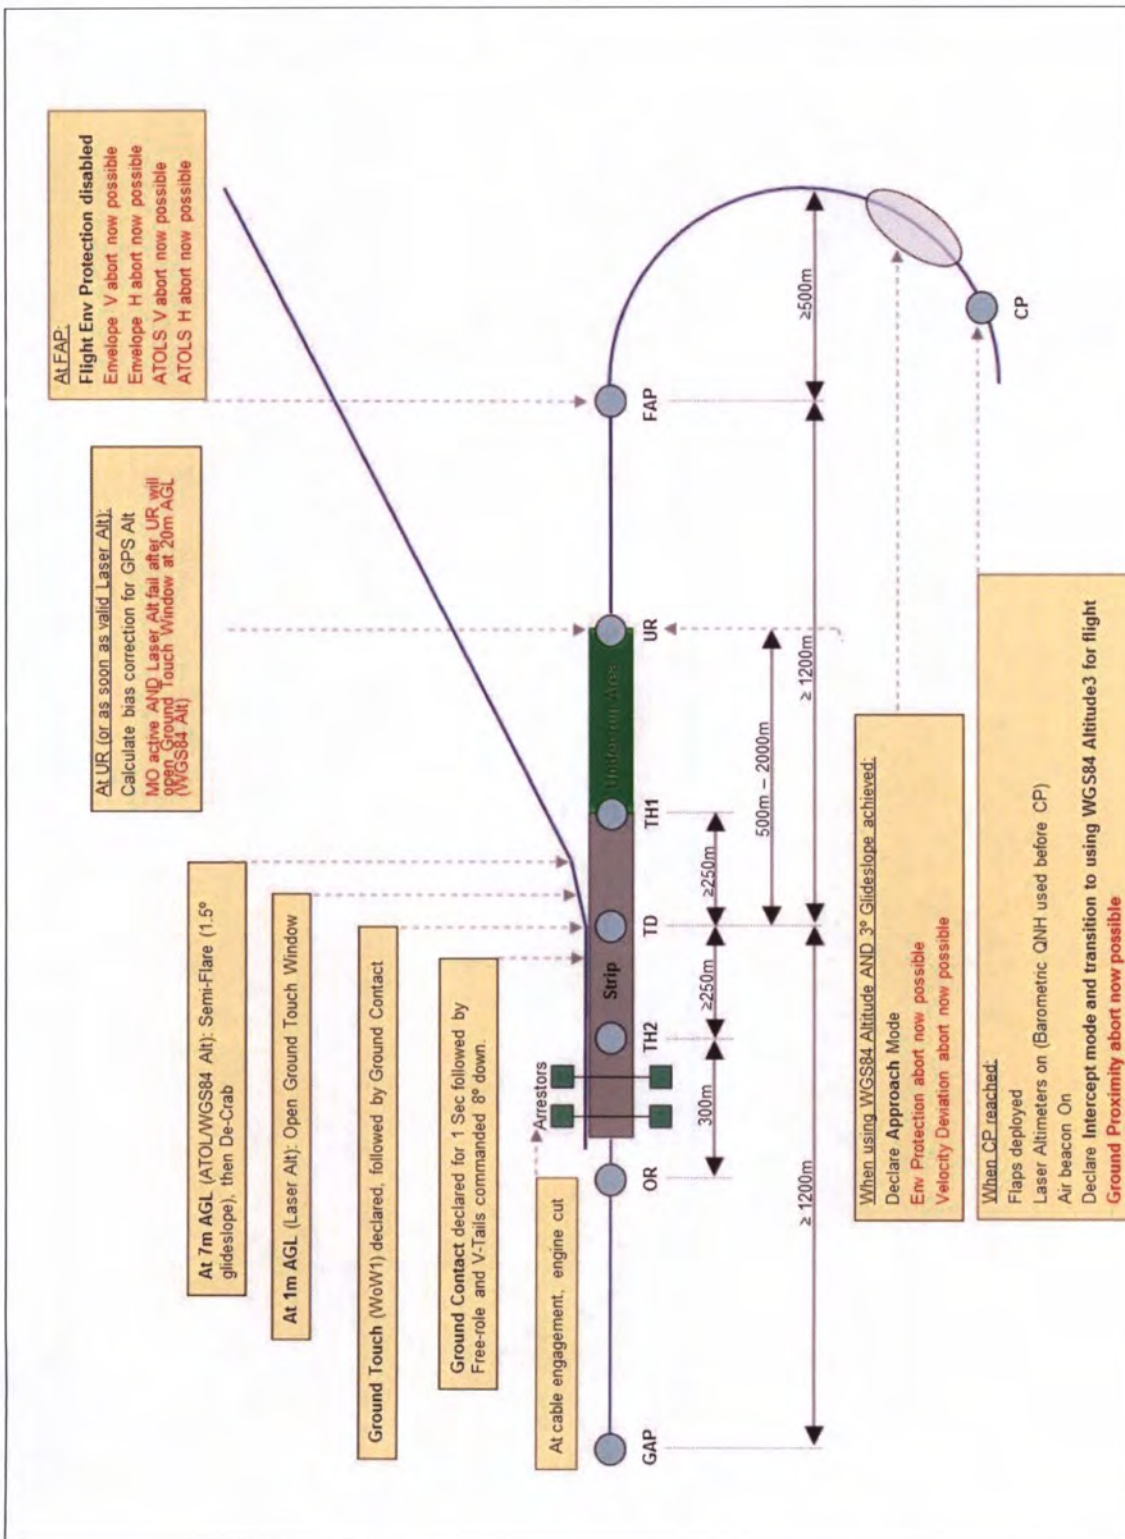 At FAP:
Flight Env Protection disabled
Envelope V abort now possible
Envelope H abort now possible
ATOLS V abort now possible
ATOLS H abort now possible
At UR (or as soon as valid Laser Alt):
Calculate bias correction for GPS Alt
MO active AND Laser Alt fail after UR will
open Ground Touch Window at 20m AGL
(WGS84 Alt)
At 7m AGL (ATOL/WGS84 Alt): Semi-Flare (1.5º
glideslope), then De-Crab
At 1m AGL (Laser Alt): Open Ground Touch Window
Ground Touch (WoW1) declared, followed by Ground Contact
Ground Contact declared for 1 Sec followed by
Free-role and V-Tails commanded 8º down.
At cable engagement, engine cut
Arrestors
Strip
Underrun Area
GAP
OR
TH2
TD
TH1
UR
FAP
CP
300m
≥250m
≥250m
500m – 2000m
≥ 1200m
≥ 1200m
≥500m
When using WGS84 Altitude AND 3º Glideslope achieved:
Declare Approach Mode
Env Protection abort now possible
Velocity Deviation abort now possible
When CP reached:
Flaps deployed
Laser Altimeters on (Barometric QNH used before CP)
Air beacon On
Declare Intercept mode and transition to using WGS84 Altitude3 for flight
Ground Proximity abort now possible